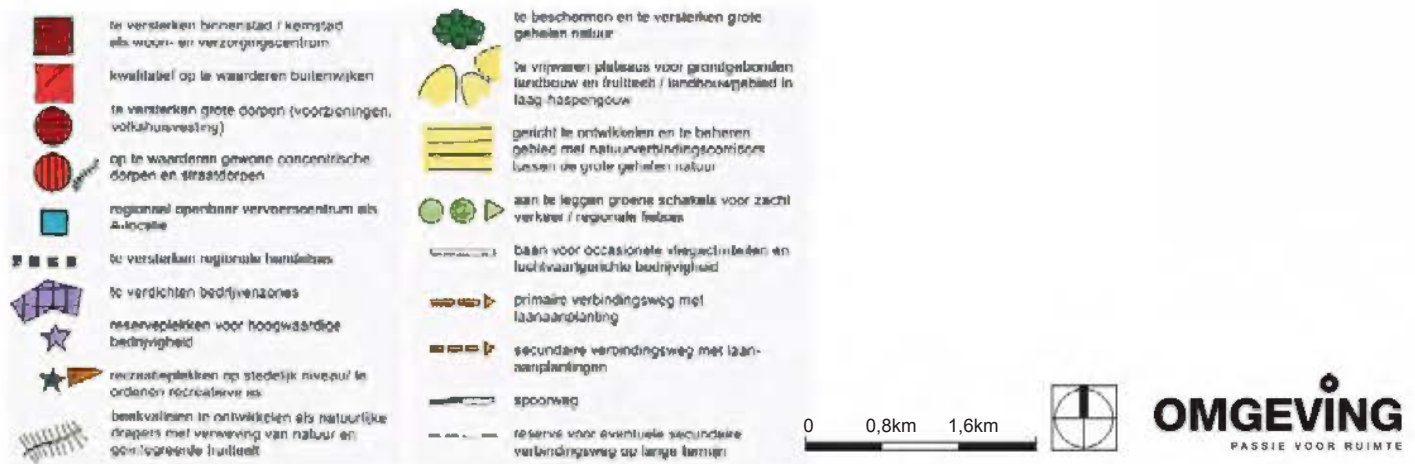 te versterken binnenstad / kernstad
als woon- en verzorgingscentrum
kwalitatief op te waarderen buitenwijken
te versterken grote dorpen (voorzieningen,
volkshuisvesting)
op te waarderen gewone concentrische
dorpen en straatdorpen
regionaal openbaar vervoerscentrum als
A-locatie
te versterken regionale handelsas
te verdichten bedrijvenzones
reserveplekken voor hoogwaardige
bedrijvigheid
recreatieplekken op stedelijk niveau/ te
ordenen recreatieve as
beekvalleien te ontwikkelen als natuurlijke
dragers met verweving van natuur en
geïntegreerde fruitteelt
te beschermen en te versterken grote
gehelen natuur
te vrijwaren plateaus voor grondgebonden
landbouw en fruitteelt / landbouwgebied in
laag-haspengouw
gericht te ontwikkelen en te beheren
gebied met natuurverbindingscorridors
tussen de grote gehelen natuur
aan te leggen groene schakels voor zacht
verkeer / regionale fietsas
baan voor occasionele vliegactiviteiten en
luchtvaartgerichte bedrijvigheid
primaire verbindingsweg met
laanaanplanting
secundaire verbindingsweg met laan-
aanplantingen
spoorweg
reserve voor eventuele secundaire
verbindingsweg op lange termijn
0 0,8km 1,6km
OMGEVING
PASSIE VOOR RUIMTE